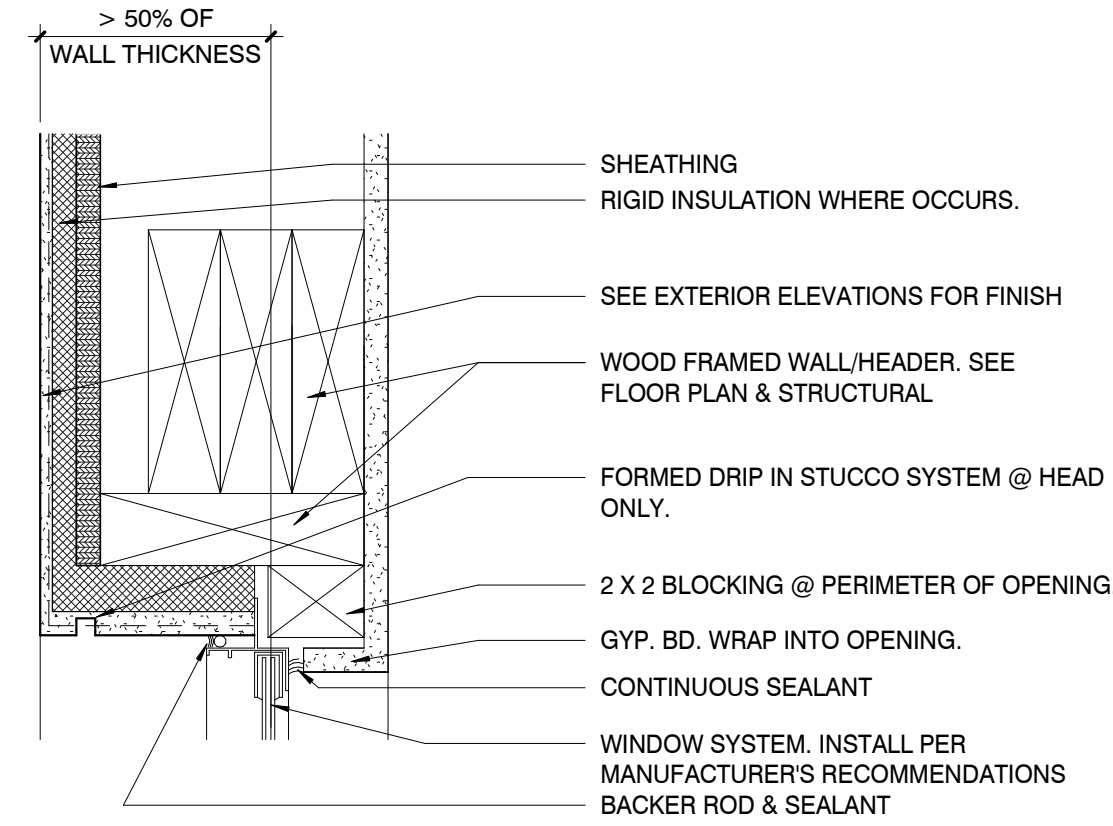 > 50% OF
WALL THICKNESS
SHEATHING
RIGID INSULATION WHERE OCCURS.
SEE EXTERIOR ELEVATIONS FOR FINISH
WOOD FRAMED WALL/HEADER. SEE
FLOOR PLAN & STRUCTURAL
FORMED DRIP IN STUCCO SYSTEM @ HEAD
ONLY.
2 X 2 BLOCKING @ PERIMETER OF OPENING
GYP. BD. WRAP INTO OPENING.
CONTINUOUS SEALANT
WINDOW SYSTEM. INSTALL PER
MANUFACTURER'S RECOMMENDATIONS
BACKER ROD & SEALANT